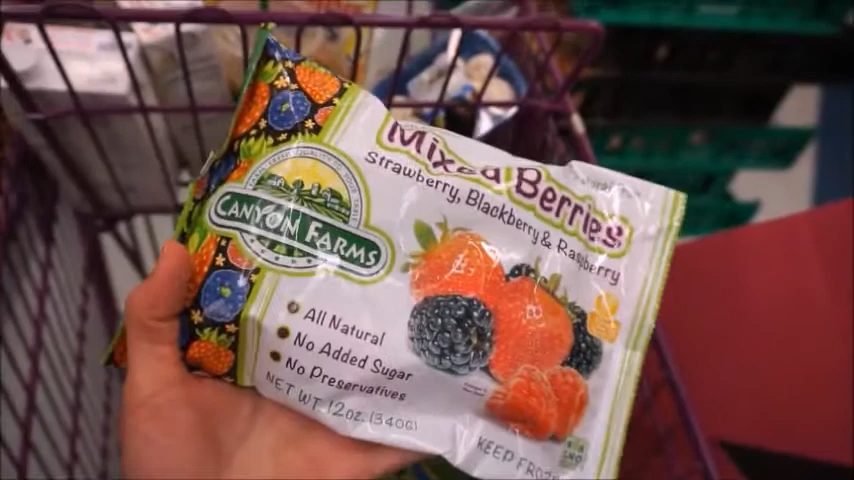 Mixed Berries
Strawberry, Blackberry & Raspberry
CANYON FARMS
All Natural
No Added Sugar
No Preservatives
NET WT. 12oz. (340G)
KEEP FROZEN